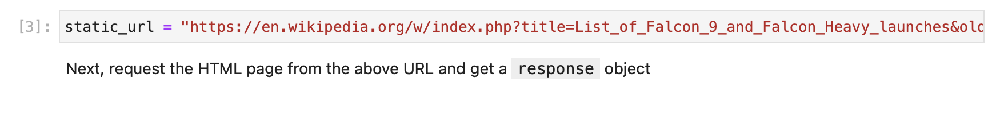 [3]: static_url = "https://en.wikipedia.org/w/index.php?title=List_of_Falcon_9_and_Falcon_Heavy_launches&old
Next, request the HTML page from the above URL and get a response object